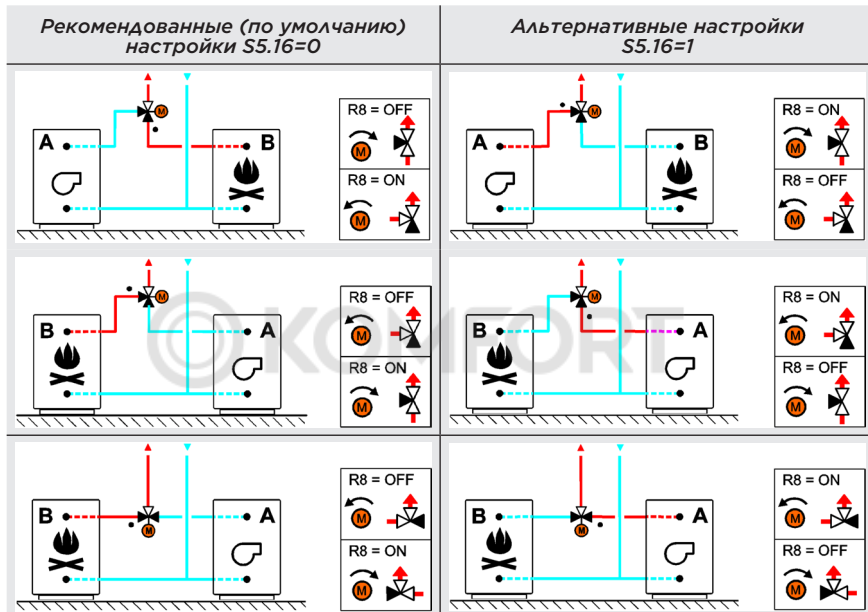 Рекомендованные (по умолчанию)
настройки S5.16=0
Альтернативные настройки
S5.16=1
A
M
B
R8 = OFF
M
R8 = ON
M
A
M
B
R8 = ON
M
R8 = OFF
M
B
M
A
R8 = OFF
M
R8 = ON
M
B
M
A
R8 = ON
M
R8 = OFF
M
KOMFORT
B
M
A
R8 = OFF
M
R8 = ON
M
B
M
A
R8 = ON
M
R8 = OFF
M